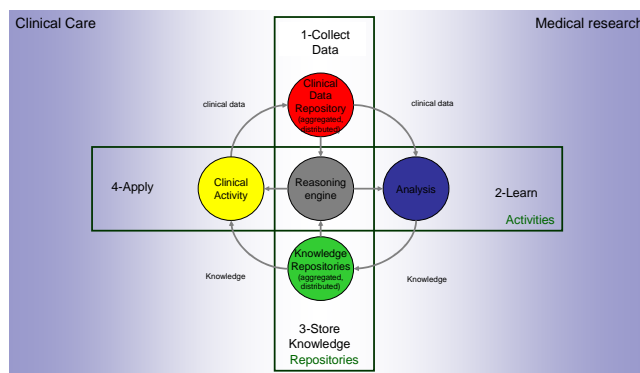 Clinical Care
Medical research
1-Collect
Data
Clinical
Data
Repository
(aggregated,
distributed)
clinical data
clinical data
4-Apply
Clinical
Activity
Reasoning
engine
Analysis
2-Learn
Activities
Knowledge
Repositories
(aggregated,
distributed)
Knowledge
Knowledge
3-Store
Knowledge
Repositories